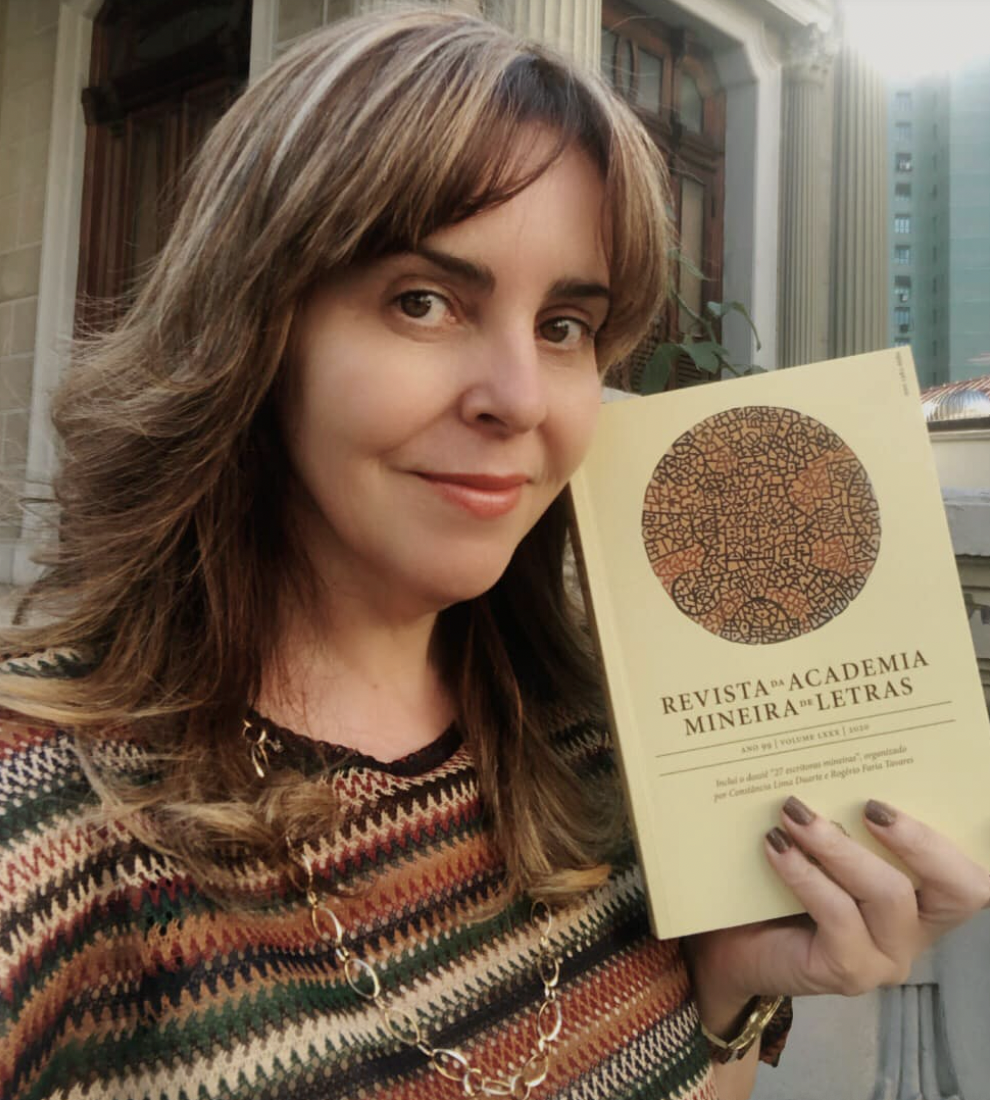 REVISTA DA ACADEMIA
MINEIRA DE LETRAS
ANO 99 | VOLUME LXXX | 2020
Inclui o dossiê "27 escritoras mineiras", organizado
por Constância Lima Duarte e Rogério Faria Tavares